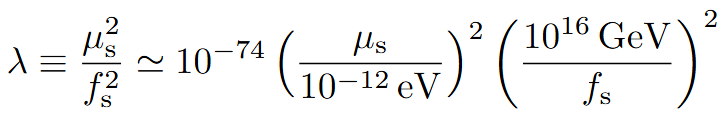 λ ≡ μ_s^2 / f_s^2 ≃ 10^{−74} (μ_s / 10^{−12} eV)^2 (10^{16} GeV / f_s)^2